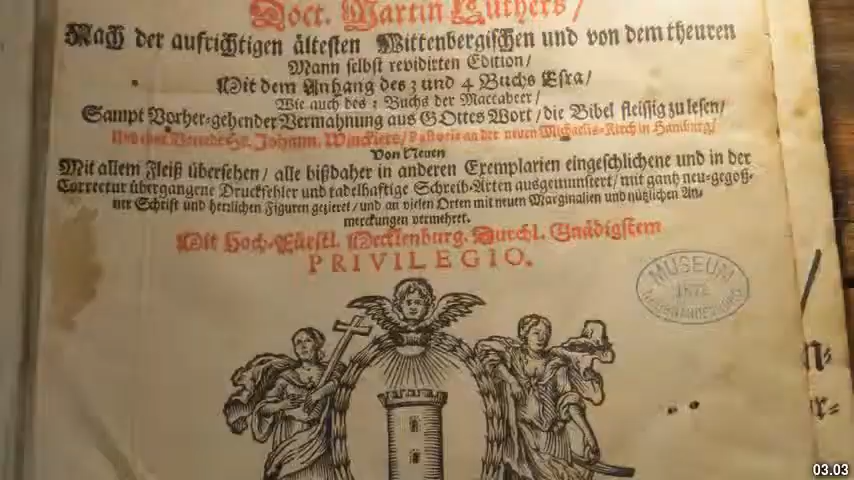 Doct. Martin Luthers/
Nach der aufrichtigen ältesten Wittenbergischen und von dem theuren
Mann selbst revidirten Edition/
Mit dem Anhang des 3 und 4 Buchs Esra/
Wie auch des 3 Buchs der Maccabeer/
Sampt Vorher-gehender Vermahnung aus GOttes Wort/ die Bibel fleissig zu lesen/
Johann. Wincklers/ Pastoris an der neuen Michaelis-Kirch in Hamburg/
Von Neuen
Mit allem Fleiß übersehen/ alle bißdaher in anderen Exemplarien eingeschlichene und in der
Correctur übergangene Druckfehler und tadelhafftige Schreib-Arten ausgemunstert/ mit gantz neu-gegoß-
ner Schrift und herzlichen Figuren gezieret/ und an vielen Orten mit neuen Marginalien und nützlichen An-
merckungen vermehret.
Mit Hoch-Fürstl. Mecklenburg. Durchl. Gnädigstem
PRIVILEGIO.
MUSEUM
1872
03.03